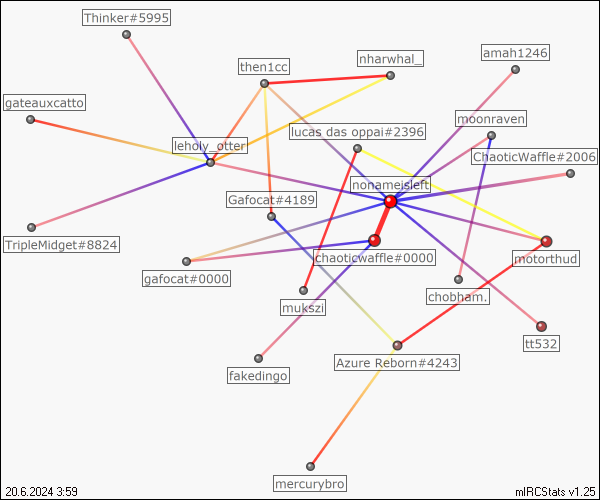 Thinker#5995
nharwhal_
amah1246
then1cc
gateauxcatto
moonraven
lucas das oppai#2396
leholy_otter
ChaoticWaffle#2006
nonameisleft
Gafocat#4189
TripleMidget#8824
chaoticwaffle#0000
motorthud
gafocat#0000
chobham.
mukszi
tt532
Azure Reborn#4243
fakedingo
mercurybro
20.6.2024 3:59
mIRCStats v1.25